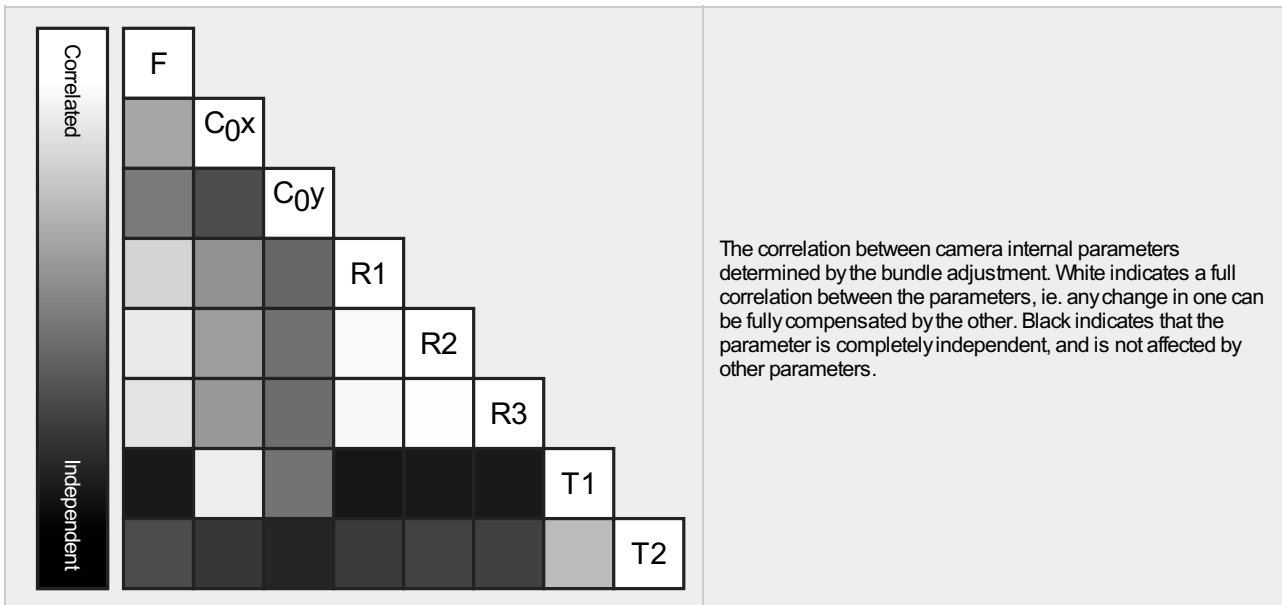 Correlated
Independent
F
C0x
C0y
R1
R2
R3
T1
T2
The correlation between camera internal parameters
determined by the bundle adjustment. White indicates a full
correlation between the parameters, ie. any change in one can
be fully compensated by the other. Black indicates that the
parameter is completely independent, and is not affected by
other parameters.